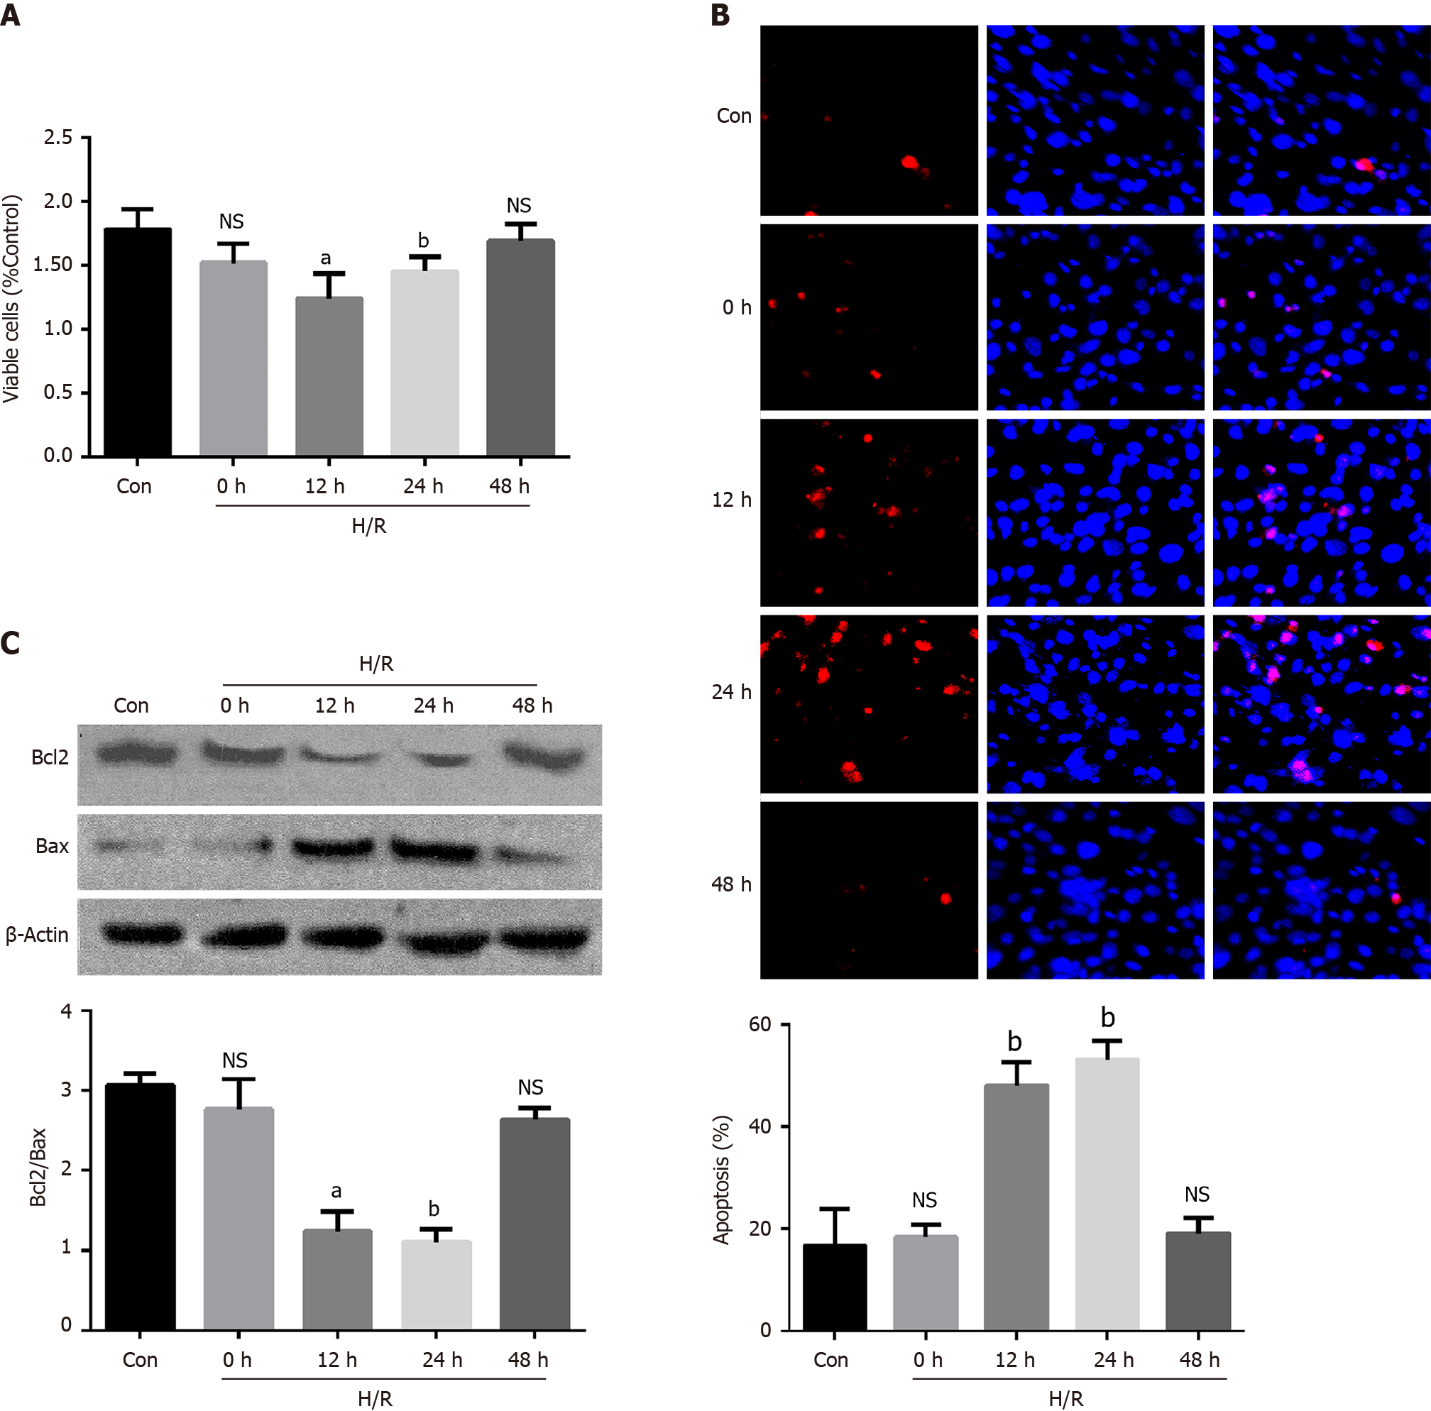 A
Viable cells (%Control)
2.5
2.0
1.50
1.0
0.5
0.0
NS
a
b
NS
Con
0 h
12 h
24 h
48 h
H/R
B
Con
0 h
12 h
24 h
48 h
60
40
20
0
Apoptosis (%)
NS
b
b
NS
Con
0 h
12 h
24 h
48 h
H/R
C
H/R
Con
0 h
12 h
24 h
48 h
Bcl2
Bax
β-Actin
4
3
2
1
0
Bcl2/Bax
NS
a
b
NS
Con
0 h
12 h
24 h
48 h
H/R